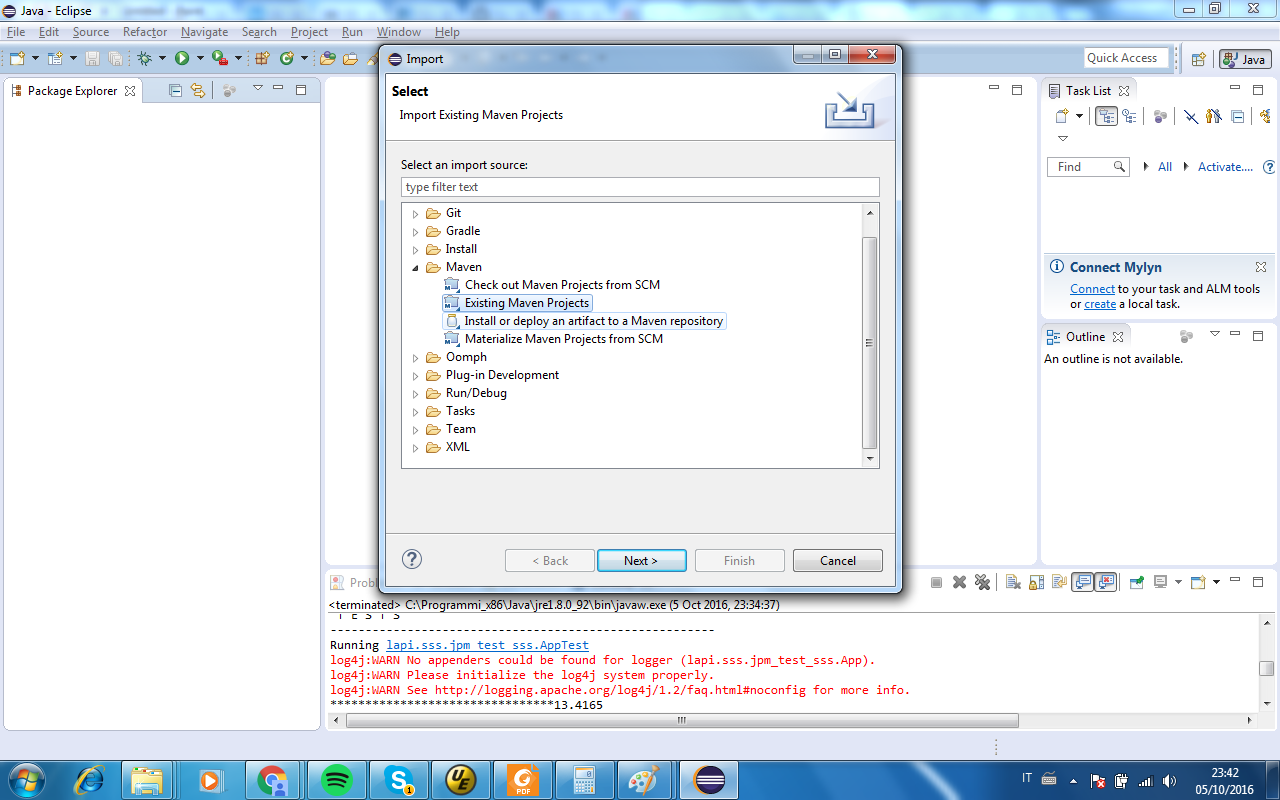 Java - Eclipse
File Edit Source Refactor Navigate Search Project Run Window Help
Quick Access
Java
Package Explorer
Import
Select
Import Existing Maven Projects
Select an import source:
type filter text
Git
Gradle
Install
Maven
Check out Maven Projects from SCM
Existing Maven Projects
Install or deploy an artifact to a Maven repository
Materialize Maven Projects from SCM
Oomph
Plug-in Development
Run/Debug
Tasks
Team
XML
< Back
Next >
Finish
Cancel
Task List
Find
All
Activate....
Connect Mylyn
Connect to your task and ALM tools
or create a local task.
Outline
An outline is not available.
<terminated> C:\Programmi_x86\Java\jre1.8.0_92\bin\javaw.exe (5 Oct 2016, 23:34:37)
T E S T S
-------------------------------------------------------
Running lapi.sss.jpm_test_sss.AppTest
log4j:WARN No appenders could be found for logger (lapi.sss.jpm_test_sss.App).
log4j:WARN Please initialize the log4j system properly.
log4j:WARN See http://logging.apache.org/log4j/1.2/faq.html#noconfig for more info.
********************************13.4165
UE
PDF
1
IT
23:42
05/10/2016